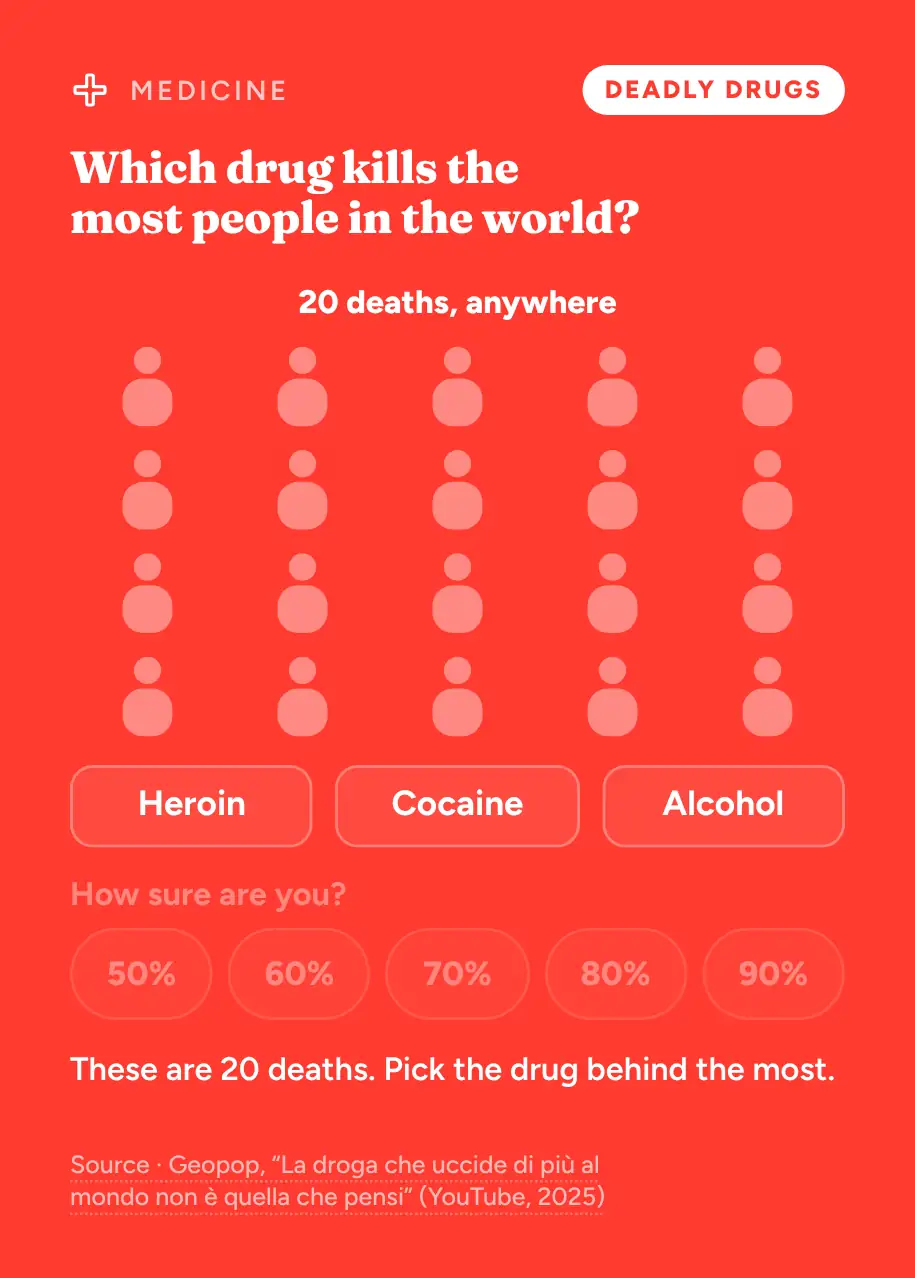 MEDICINE
DEADLY DRUGS
Which drug kills the
most people in the world?
20 deaths, anywhere
Heroin
Cocaine
Alcohol
How sure are you?
50%
60%
70%
80%
90%
These are 20 deaths. Pick the drug behind the most.
Source · Geopop, “La droga che uccide di più al
mondo non è quella che pensi” (YouTube, 2025)